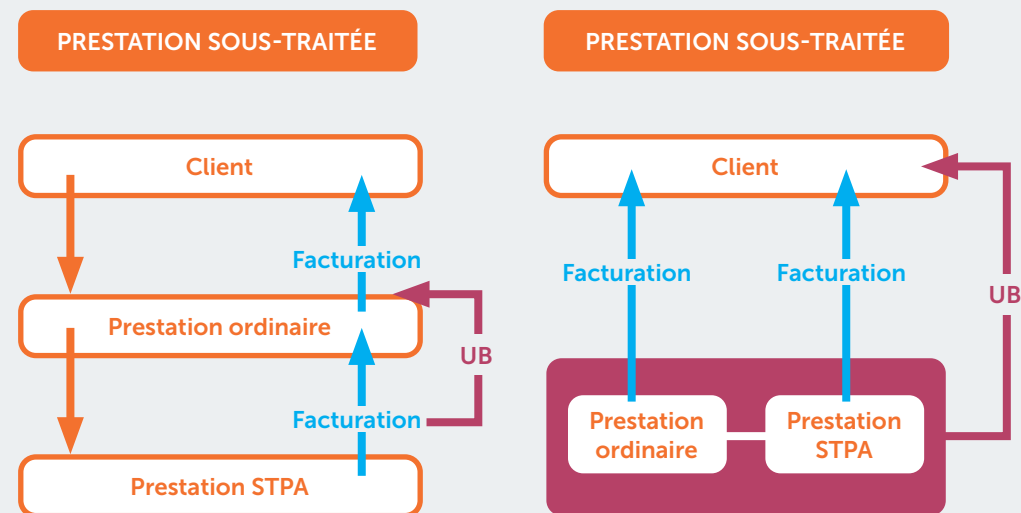 PRESTATION SOUS-TRAITÉE
Client
Facturation
Prestation ordinaire
UB
Facturation
Prestation STPA
PRESTATION SOUS-TRAITÉE
Client
Facturation
Facturation
UB
Prestation
ordinaire
Prestation
STPA